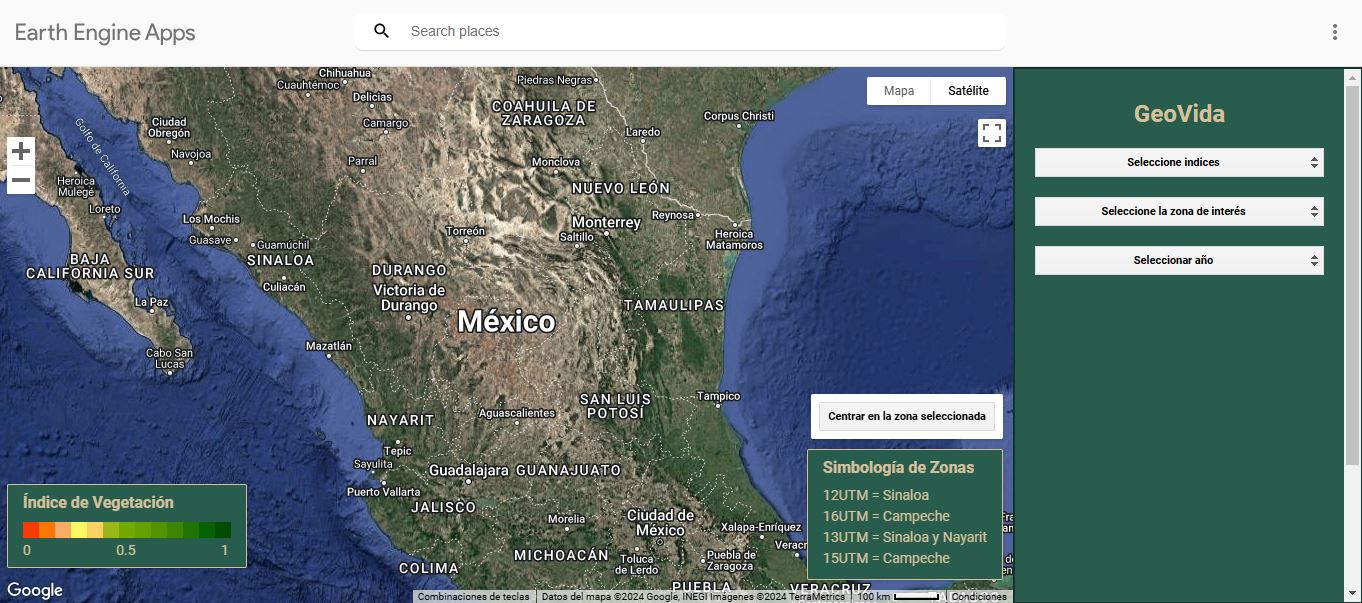 Earth Engine Apps
Search places
Mapa
Satélite
GeoVida
Seleccione indices
Seleccione la zona de interés
Seleccionar año
Chihuahua
Cuauhtémoc
Delicias
Camargo
Piedras Negras
COAHUILA DE
ZARAGOZA
Corpus Christi
Laredo
Ciudad
Obregón
Navojoa
Golfo de California
Parral
Monclova
NUEVO LEÓN
Heroica
Mulegé
Loreto
Los Mochis
Guasave
Guamúchil
SINALOA
Culiacán
Torreón
Monterrey
Saltillo
Reynosa
Heroica
Matamoros
BAJA
CALIFORNIA SUR
La Paz
DURANGO
Victoria de
Durango
México
TAMAULIPAS
Mazatlán
Cabo San
Lucas
Tampico
SAN LUIS
POTOSÍ
Aguascalientes
NAYARIT
Tepic
Sayulita
Puerto Vallarta
Guadalajara
GUANAJUATO
JALISCO
Morelia
Ciudad de
México
Xalapa-Enríquez
MICHOACÁN
Toluca
de Lerdo
Puebla de
Zaragoza
COLIMA
PUEBLA
VERACRUZ
Centrar en la zona seleccionada
Simbología de Zonas
12UTM = Sinaloa
16UTM = Campeche
13UTM = Sinaloa y Nayarit
15UTM = Campeche
Índice de Vegetación
0
0.5
1
Google
Combinaciones de teclas
Datos del mapa ©2024 Google, INEGI Imágenes ©2024 TerraMetrics
100 km
Condiciones